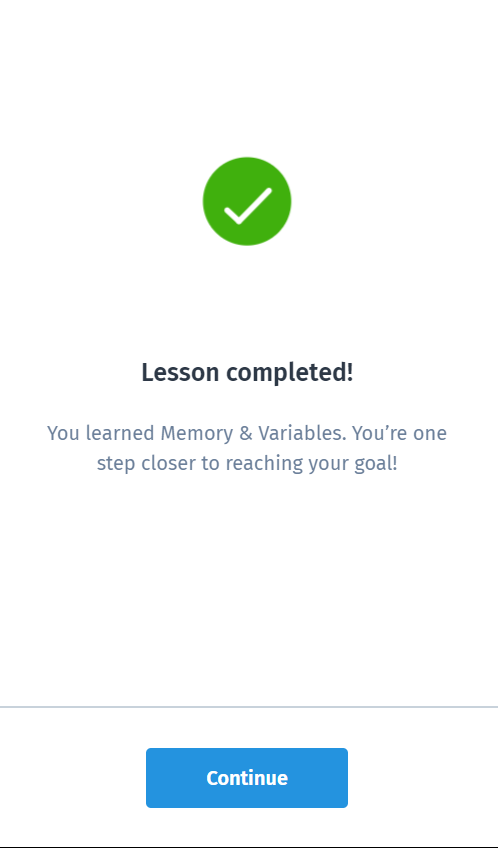 Lesson completed!
You learned Memory & Variables. You’re one
step closer to reaching your goal!
Continue